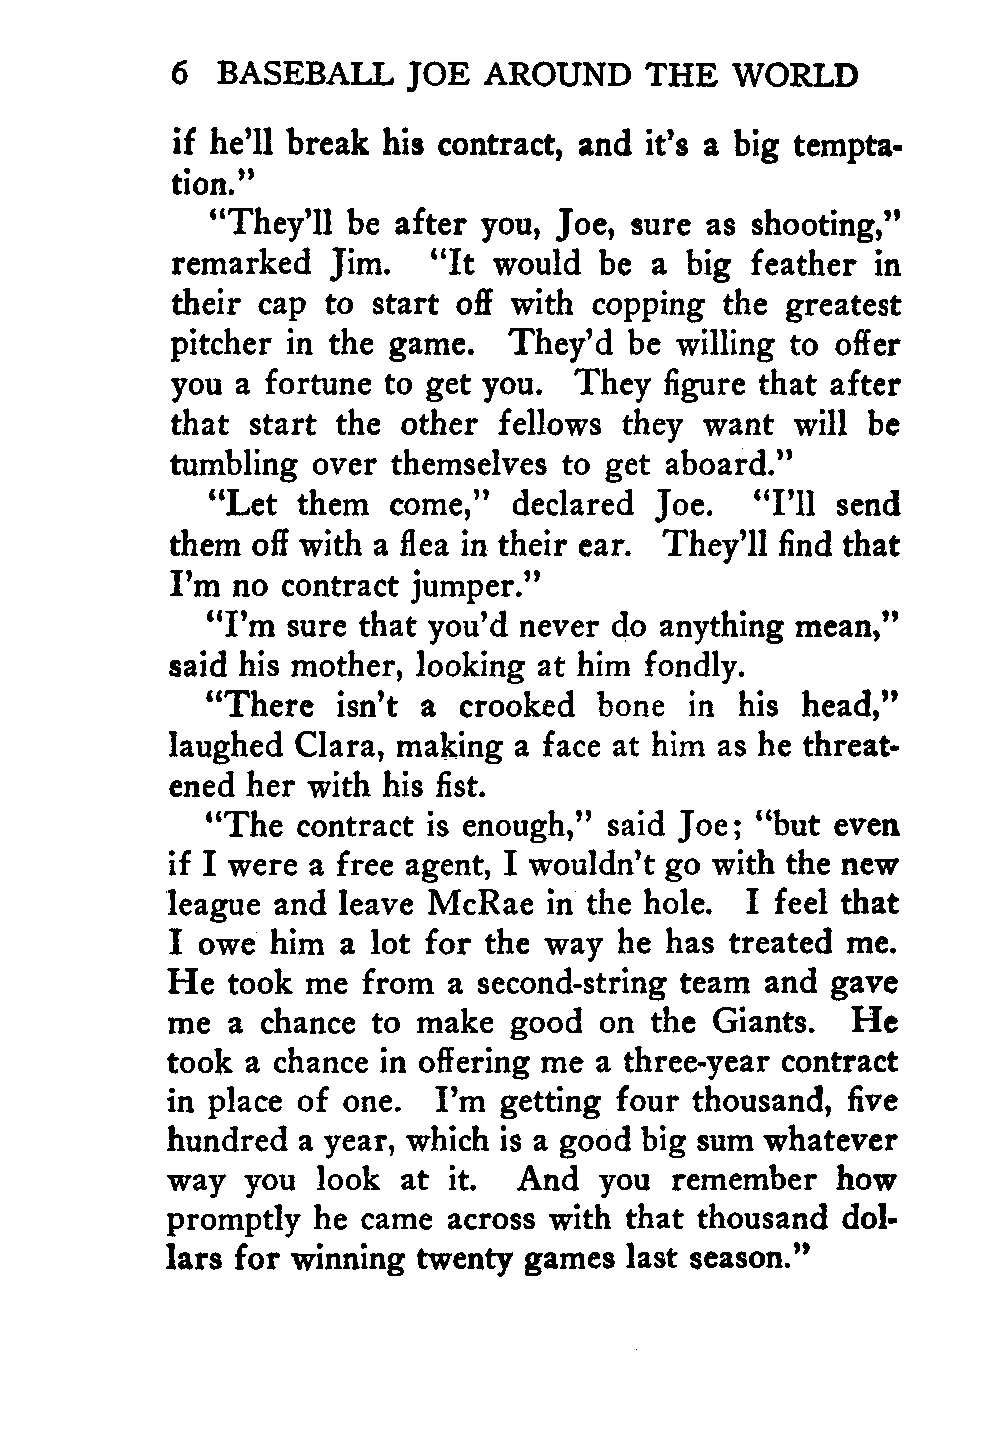 6 BASEBALL JOE AROUND THE WORLD
if he'll break his contract, and it's a big tempta-
tion."
"They'll be after you, Joe, sure as shooting,"
remarked Jim. "It would be a big feather in
their cap to start off with copping the greatest
pitcher in the game. They'd be willing to offer
you a fortune to get you. They figure that after
that start the other fellows they want will be
tumbling over themselves to get aboard."
"Let them come," declared Joe. "I'll send
them off with a flea in their ear. They'll find that
I'm no contract jumper."
"I'm sure that you'd never do anything mean,"
said his mother, looking at him fondly.
"There isn't a crooked bone in his head,"
laughed Clara, making a face at him as he threat-
ened her with his fist.
"The contract is enough," said Joe; "but even
if I were a free agent, I wouldn't go with the new
league and leave McRae in the hole. I feel that
I owe him a lot for the way he has treated me.
He took me from a second-string team and gave
me a chance to make good on the Giants. He
took a chance in offering me a three-year contract
in place of one. I'm getting four thousand, five
hundred a year, which is a good big sum whatever
way you look at it. And you remember how
promptly he came across with that thousand dol-
lars for winning twenty games last season."